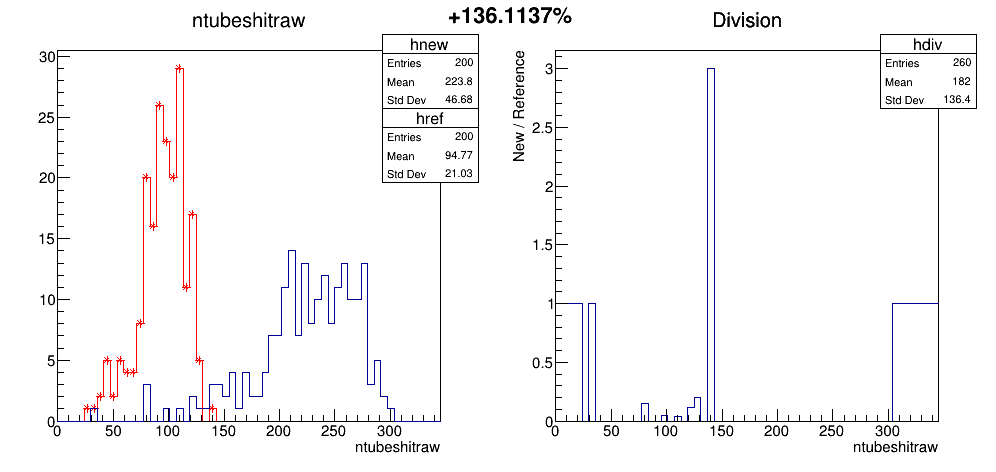 +136.1137%
ntubeshitraw
hnew
Entries 200
Mean 223.8
Std Dev 46.68
href
Entries 200
Mean 94.77
Std Dev 21.03
30
25
20
15
10
5
0
0 50 100 150 200 250 300
ntubeshitraw
Division
hdiv
Entries 260
Mean 182
Std Dev 136.4
New / Reference
3
2.5
2
1.5
1
0.5
0
0 50 100 150 200 250 300
ntubeshitraw